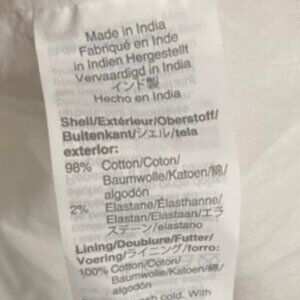 Made in India
Fabriqué en Inde
in Indien Hergestellt
Vervaardigd in India
インド製
Hecho en India
Shell/Extérieur/Oberstoff/
Buitenkant/シェル/tela
exterior:
98% Cotton/Coton/
Baumwolle/Katoen/綿/
algodón
2% Elastane/Élasthanne/
Elastan/Elastaan/エラ
ステーン/elastano
Lining/Doublure/Futter/
Voering/ライニング/forro:
100% Cotton/Coton/
Baumwolle/Katoen/綿/
algodón
cold. With